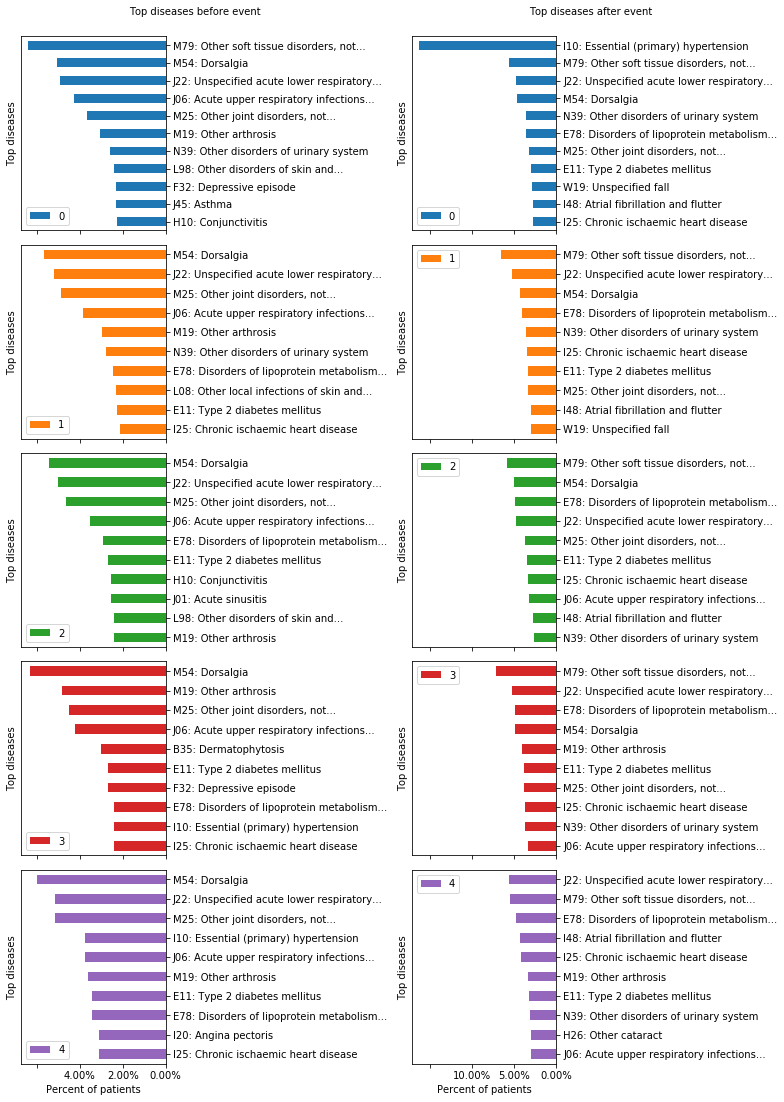 Top diseases before event
Top diseases
M79: Other soft tissue disorders, not...
M54: Dorsalgia
J22: Unspecified acute lower respiratory...
J06: Acute upper respiratory infections...
M25: Other joint disorders, not...
M19: Other arthrosis
N39: Other disorders of urinary system
L98: Other disorders of skin and...
F32: Depressive episode
J45: Asthma
H10: Conjunctivitis
0
Top diseases
M54: Dorsalgia
J22: Unspecified acute lower respiratory...
M25: Other joint disorders, not...
J06: Acute upper respiratory infections...
M19: Other arthrosis
N39: Other disorders of urinary system
E78: Disorders of lipoprotein metabolism...
L08: Other local infections of skin and...
E11: Type 2 diabetes mellitus
I25: Chronic ischaemic heart disease
1
Top diseases
M54: Dorsalgia
J22: Unspecified acute lower respiratory...
M25: Other joint disorders, not...
J06: Acute upper respiratory infections...
E78: Disorders of lipoprotein metabolism...
E11: Type 2 diabetes mellitus
H10: Conjunctivitis
J01: Acute sinusitis
L98: Other disorders of skin and...
M19: Other arthrosis
2
Top diseases
M54: Dorsalgia
M19: Other arthrosis
M25: Other joint disorders, not...
J06: Acute upper respiratory infections...
B35: Dermatophytosis
E11: Type 2 diabetes mellitus
F32: Depressive episode
E78: Disorders of lipoprotein metabolism...
I10: Essential (primary) hypertension
I25: Chronic ischaemic heart disease
3
Top diseases
M54: Dorsalgia
J22: Unspecified acute lower respiratory...
M25: Other joint disorders, not...
I10: Essential (primary) hypertension
J06: Acute upper respiratory infections...
M19: Other arthrosis
E11: Type 2 diabetes mellitus
E78: Disorders of lipoprotein metabolism...
I20: Angina pectoris
I25: Chronic ischaemic heart disease
4
4.00% 2.00% 0.00%
Percent of patients
Top diseases after event
Top diseases
I10: Essential (primary) hypertension
M79: Other soft tissue disorders, not...
J22: Unspecified acute lower respiratory...
M54: Dorsalgia
N39: Other disorders of urinary system
E78: Disorders of lipoprotein metabolism...
M25: Other joint disorders, not...
E11: Type 2 diabetes mellitus
W19: Unspecified fall
I48: Atrial fibrillation and flutter
I25: Chronic ischaemic heart disease
0
Top diseases
1
M79: Other soft tissue disorders, not...
J22: Unspecified acute lower respiratory...
M54: Dorsalgia
E78: Disorders of lipoprotein metabolism...
N39: Other disorders of urinary system
I25: Chronic ischaemic heart disease
E11: Type 2 diabetes mellitus
M25: Other joint disorders, not...
I48: Atrial fibrillation and flutter
W19: Unspecified fall
Top diseases
2
M79: Other soft tissue disorders, not...
M54: Dorsalgia
E78: Disorders of lipoprotein metabolism...
J22: Unspecified acute lower respiratory...
M25: Other joint disorders, not...
E11: Type 2 diabetes mellitus
I25: Chronic ischaemic heart disease
J06: Acute upper respiratory infections...
I48: Atrial fibrillation and flutter
N39: Other disorders of urinary system
Top diseases
3
M79: Other soft tissue disorders, not...
J22: Unspecified acute lower respiratory...
E78: Disorders of lipoprotein metabolism...
M54: Dorsalgia
M19: Other arthrosis
E11: Type 2 diabetes mellitus
M25: Other joint disorders, not...
I25: Chronic ischaemic heart disease
N39: Other disorders of urinary system
J06: Acute upper respiratory infections...
Top diseases
4
J22: Unspecified acute lower respiratory...
M79: Other soft tissue disorders, not...
E78: Disorders of lipoprotein metabolism...
I48: Atrial fibrillation and flutter
I25: Chronic ischaemic heart disease
M19: Other arthrosis
E11: Type 2 diabetes mellitus
N39: Other disorders of urinary system
H26: Other cataract
J06: Acute upper respiratory infections...
10.00% 5.00% 0.00%
Percent of patients